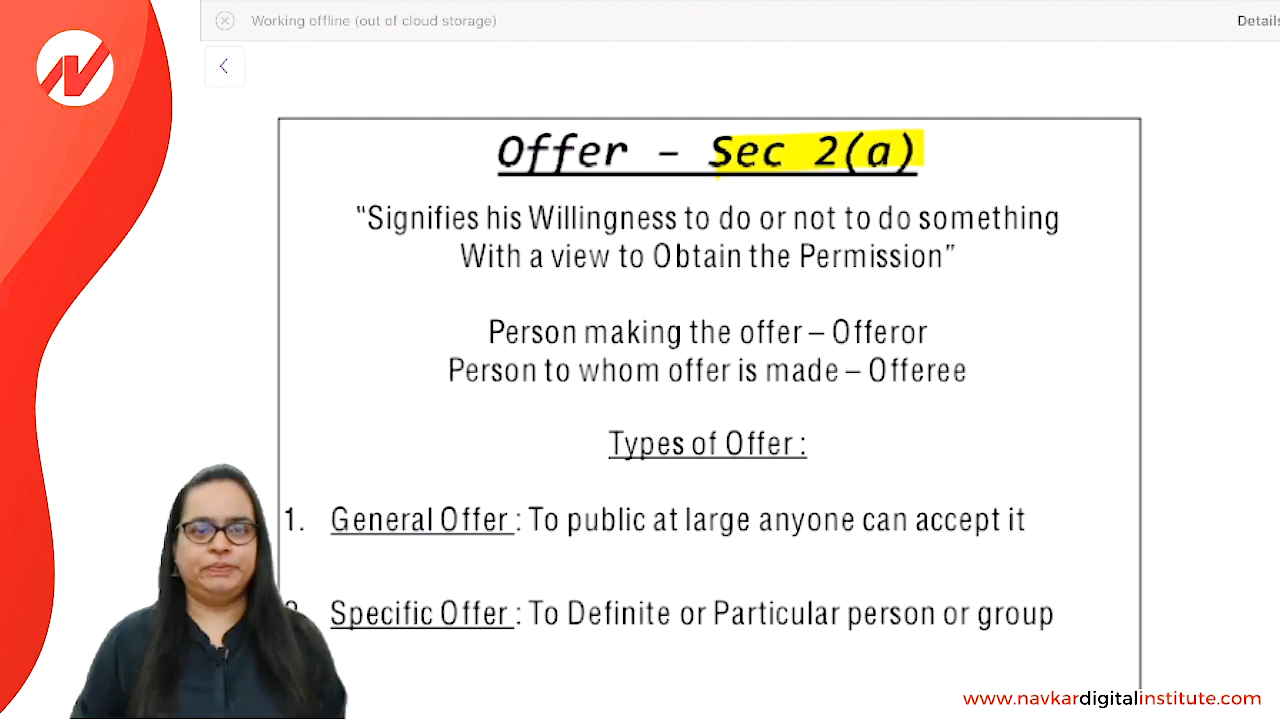 Working offline (out of cloud storage)
Details
Offer – Sec 2(a)
“Signifies his Willingness to do or not to do something
With a view to Obtain the Permission”
Person making the offer – Offeror
Person to whom offer is made – Offeree
Types of Offer :
1. General Offer : To public at large anyone can accept it
Specific Offer : To Definite or Particular person or group
www.navkardigitalinstitute.com